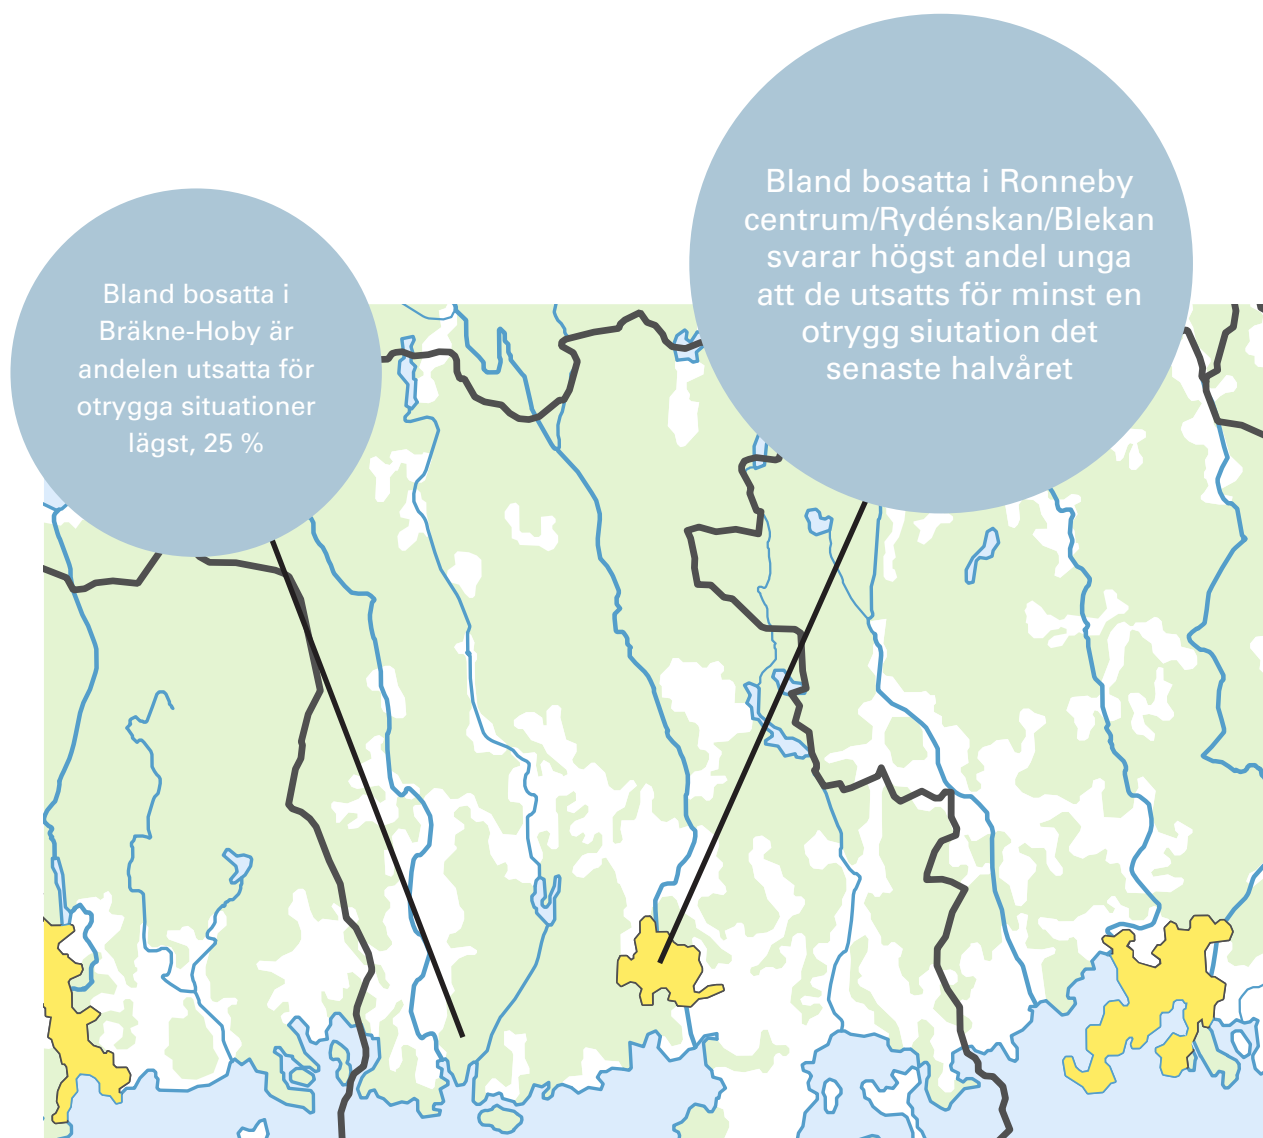 Bland bosatta i
Bräkne-Hoby är
andelen utsatta för
otrygga situationer
lägst, 25 %
Bland bosatta i Ronneby
centrum/Rydénskan/Blekan
svarar högst andel unga
att de utsatts för minst en
otrygg siutation det
senaste halvåret